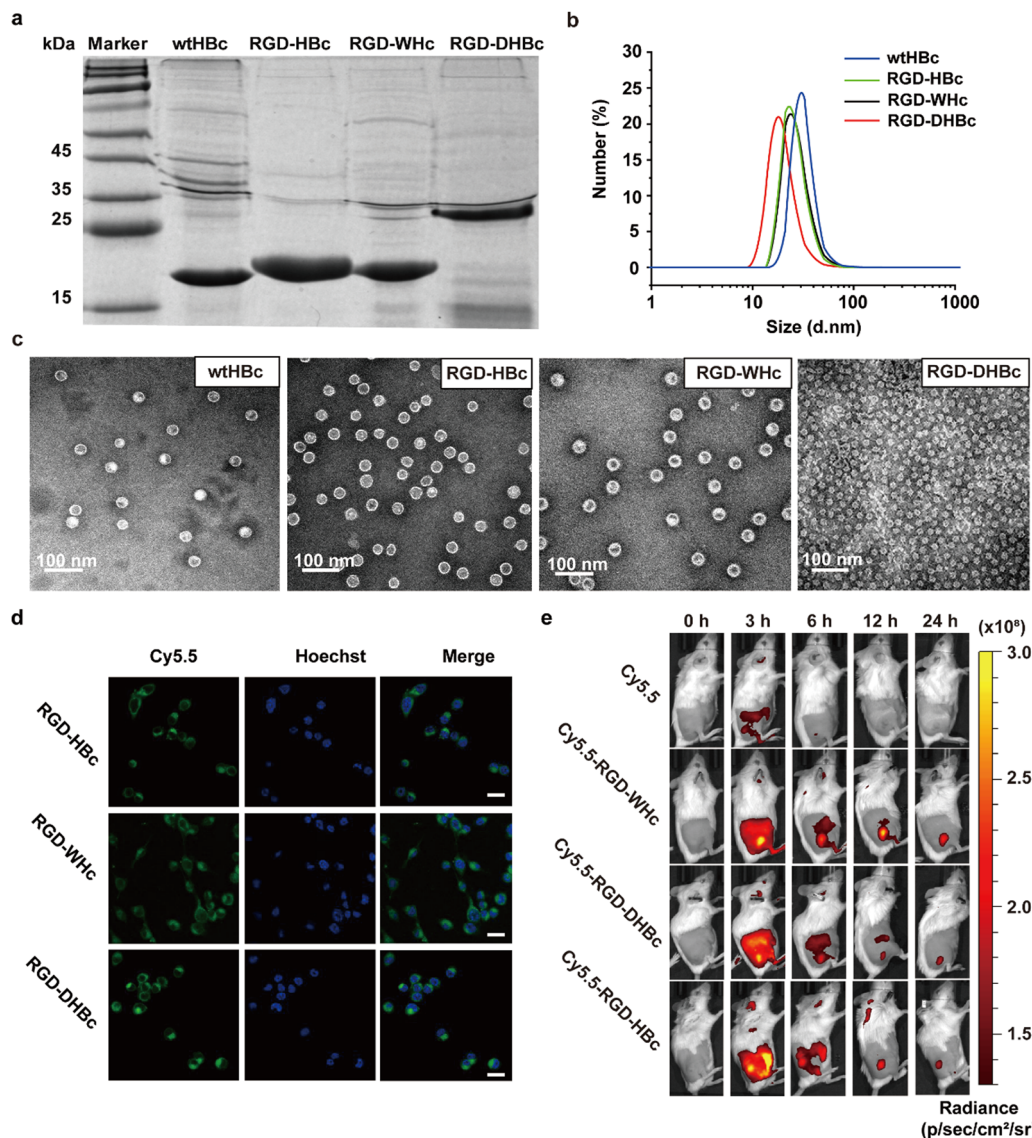 a
kDa Marker wtHBc RGD-HBc RGD-WHc RGD-DHBc
45
35
25
15
b
30
25
20
15
10
5
0
Number (%)
wtHBc
RGD-HBc
RGD-WHc
RGD-DHBc
1 10 100 1000
Size (d.nm)
c
wtHBc RGD-HBc RGD-WHc RGD-DHBc
100 nm 100 nm 100 nm 100 nm
d
Cy5.5 Hoechst Merge
RGD-HBc
RGD-WHc
RGD-DHBc
e
0 h 3 h 6 h 12 h 24 h
Cy5.5
Cy5.5-RGD-WHc
Cy5.5-RGD-DHBc
Cy5.5-RGD-HBc
(x10⁸)
3.0
2.5
2.0
1.5
Radiance
(p/sec/cm²/sr